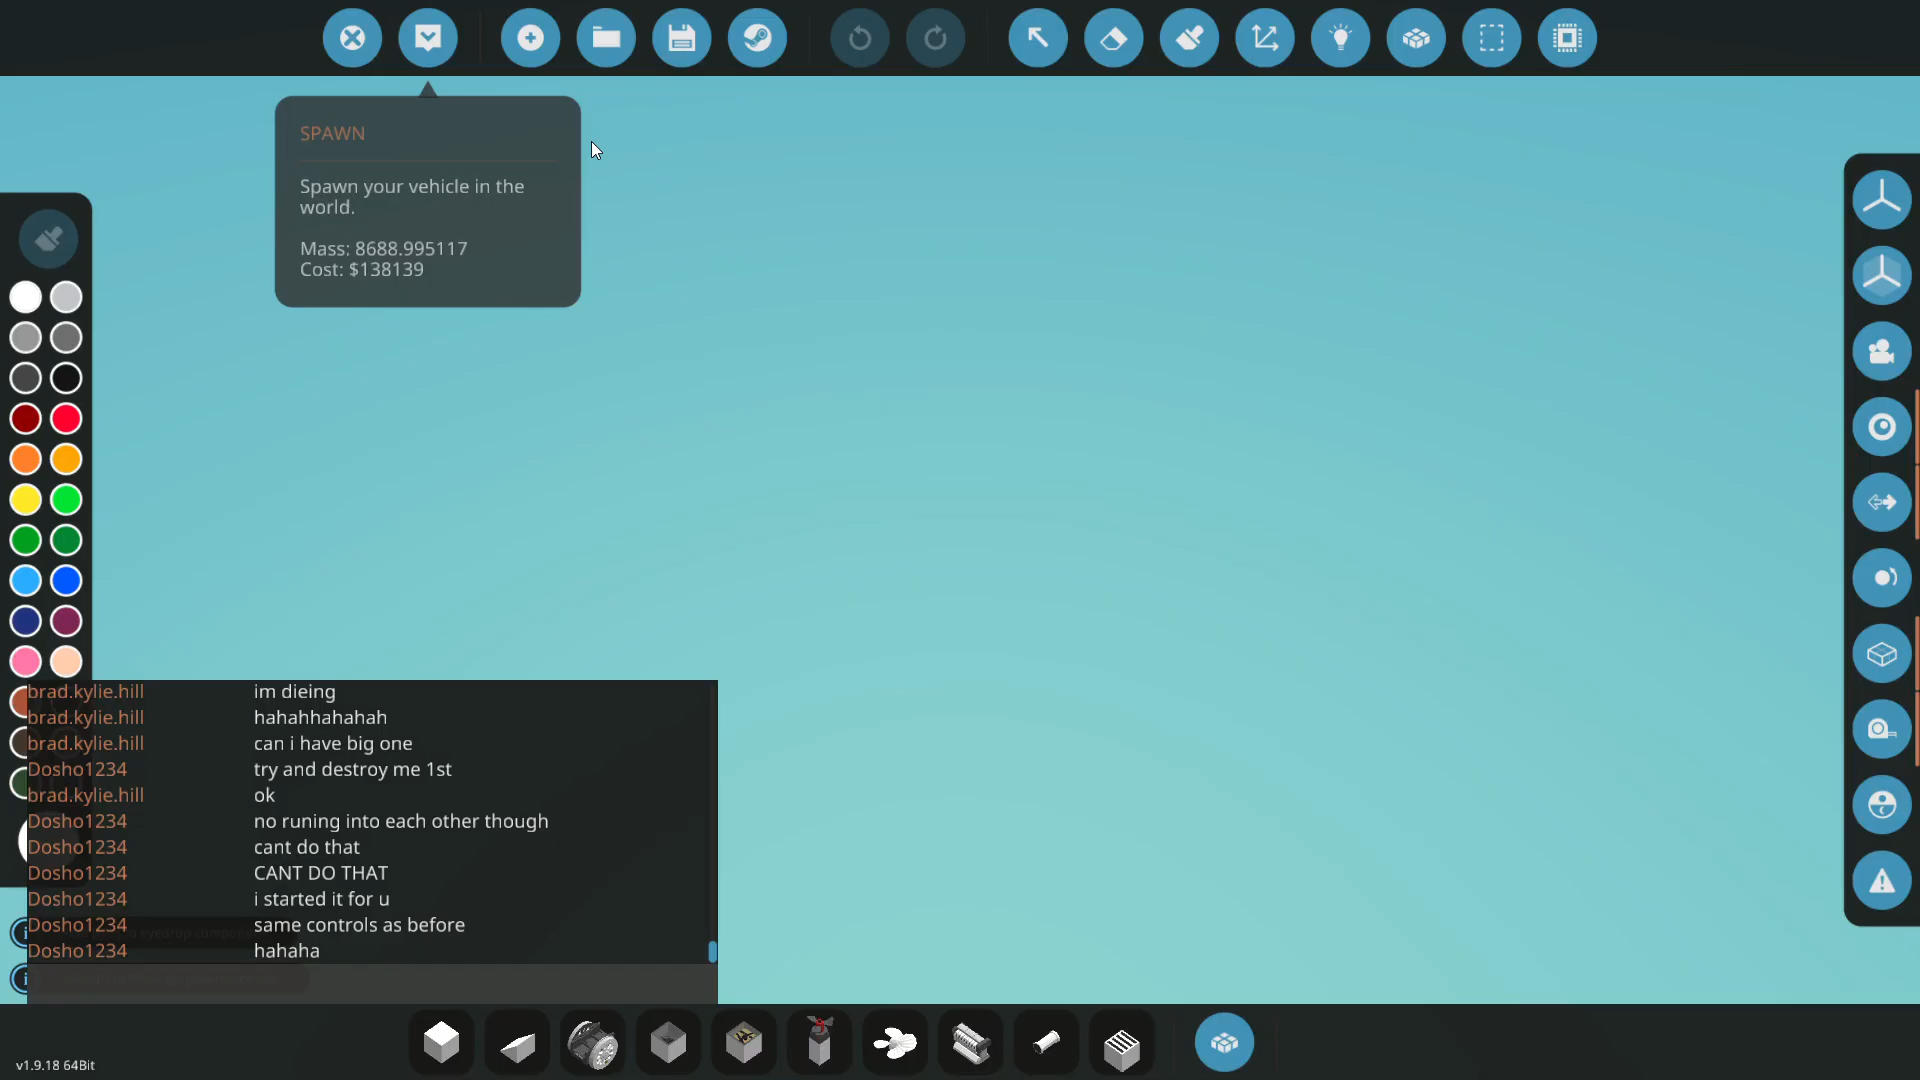 SPAWN
Spawn your vehicle in the
world.
Mass: 8688.995117
Cost: $138139
brad.kylie.hill im dieing
brad.kylie.hill hahahhahahah
brad.kylie.hill can i have big one
Dosho1234 try and destroy me 1st
brad.kylie.hill ok
Dosho1234 no runing into each other though
Dosho1234 cant do that
Dosho1234 CANT DO THAT
Dosho1234 i started it for u
Dosho1234 same controls as before
Dosho1234 hahaha
v1.9.18 64Bit